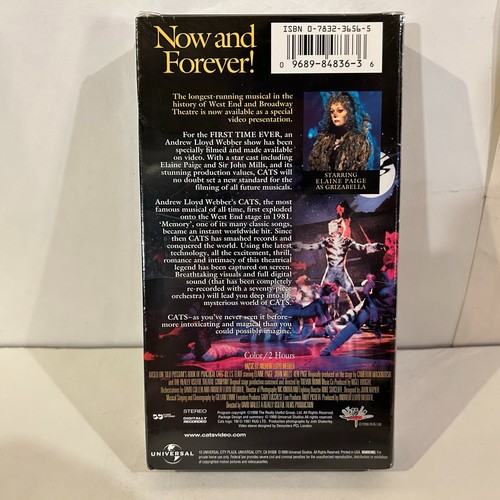 Now and
Forever!
ISBN 0-7832-3656-5
0 9689-84836-3 6
The longest-running musical in the
history of West End and Broadway
Theatre is now available as a special
video presentation.
For the FIRST TIME EVER, an
Andrew Lloyd Webber show has been
specially filmed and made available
on video. With a star cast including
Elaine Paige and Sir John Mills, and its
stunning production values, CATS will
no doubt set a new standard for the
filming of all future musicals.
STARRING
ELAINE PAIGE
AS GRIZABELLA
Andrew Lloyd Webber's CATS, the most
famous musical of all time, first exploded
onto the West End stage in 1981.
'Memory', one of its many classic songs,
became an instant worldwide hit. Since
then CATS has smashed records and
conquered the world. Using the latest
technology, all the excitement, thrill,
romance and intimacy of this theatrical
legend has been captured on screen.
Breathtaking visuals and full digital
sound (that has been completely
re-recorded with a seventy-piece
orchestra) will lead you deep into the
mysterious world of CATS.
CATS–as you've never seen it before–
more intoxicating and magical than you
could possibly imagine.
Color/2 Hours
MUSIC BY ANDREW LLOYD WEBBER
STEREO
DIGITALLY
RECORDED
www.catsvideo.com
UNIVERSAL